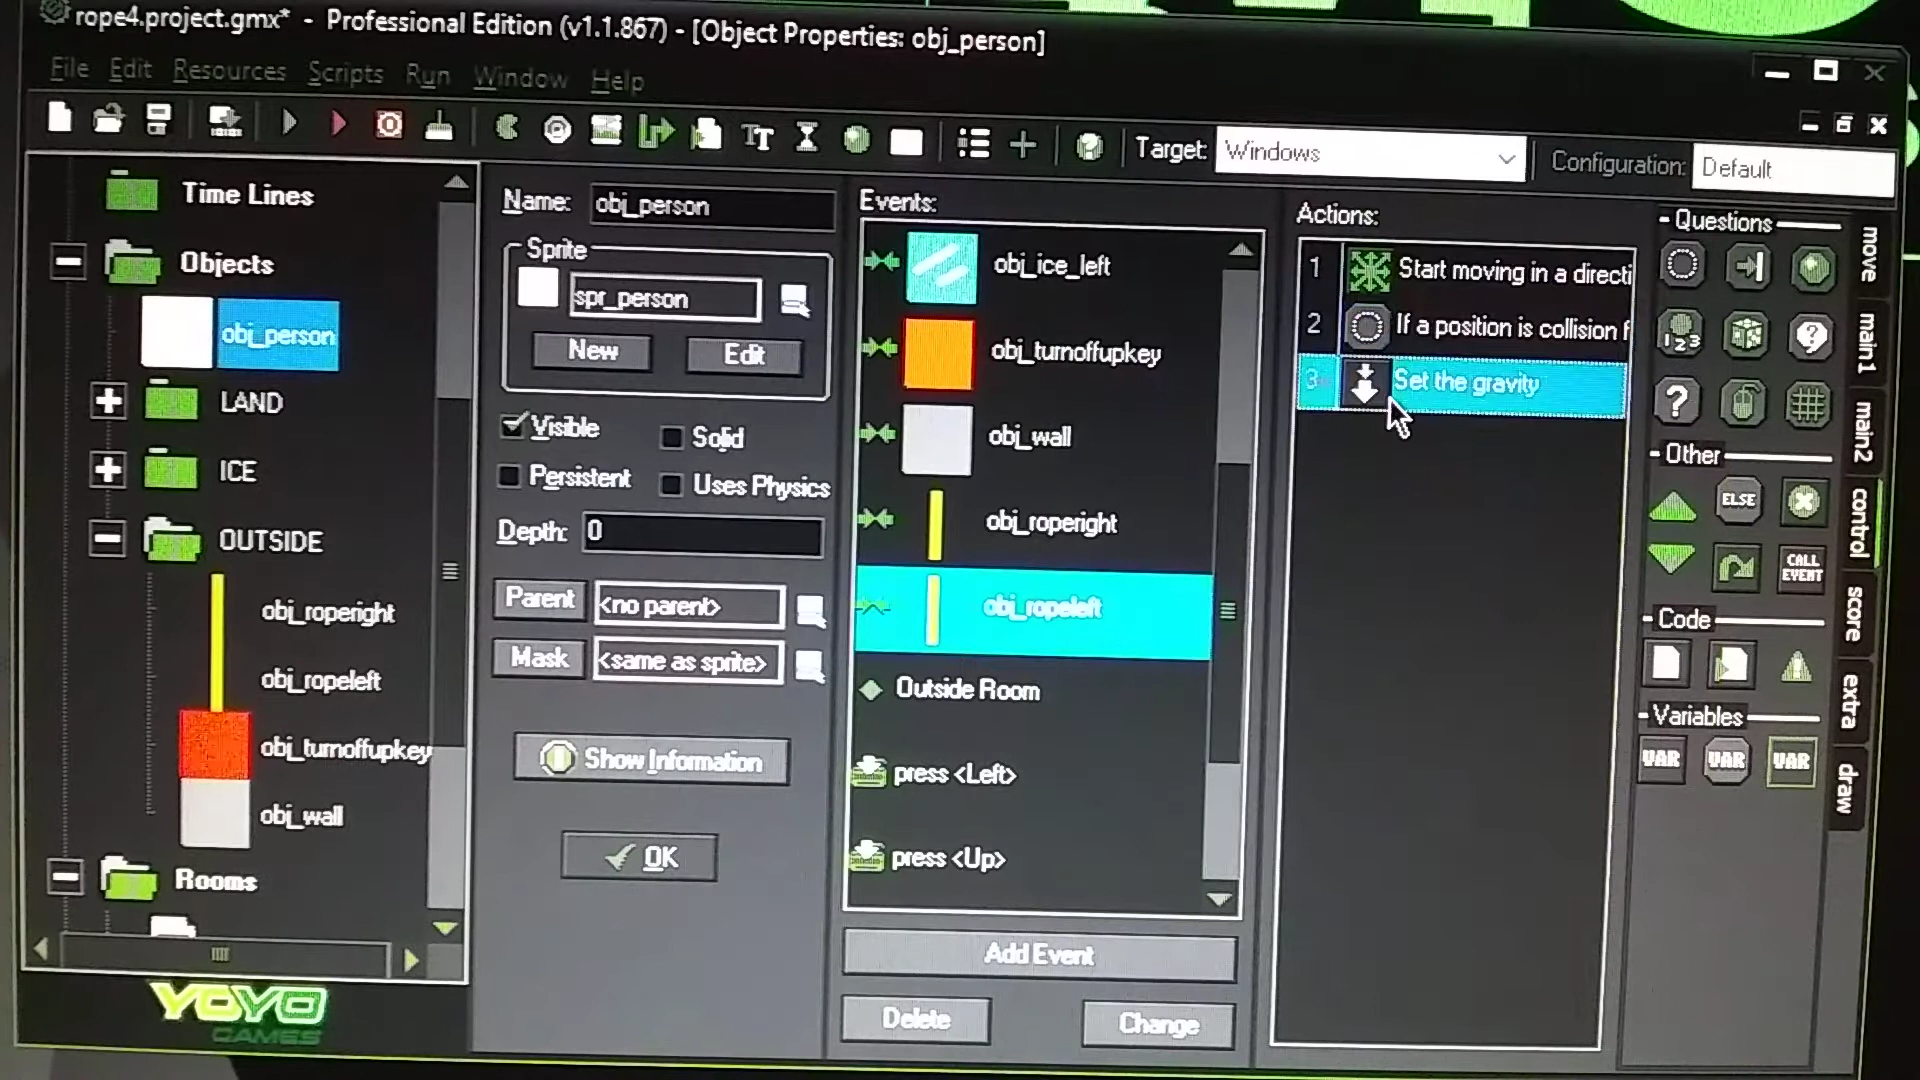 rope4.project.gmx* - Professional Edition (v1.1.867) - [Object Properties: obj_person]
File Edit Resources Scripts Run Window Help
Target: Windows
Configuration: Default
Time Lines
Objects
obj_person
LAND
ICE
OUTSIDE
obj_roperight
obj_ropeleft
obj_turnoffupkey
obj_wall
Rooms
YOYO
GAMES
Name: obj_person
Sprite
spr_person
New
Edit
Visible
Solid
Persistent
Uses Physics
Depth: 0
Parent
<no parent>
Mask
<same as sprite>
Show Information
OK
Events:
obj_ice_left
obj_turnoffupkey
obj_wall
obj_roperight
obj_ropeleft
Outside Room
press <Left>
press <Up>
Add Event
Delete
Change
Actions:
1 Start moving in a directi
2 If a position is collision f
3 Set the gravity
Questions
1 2 3
?
Other
ELSE
CALL EVENT
Code
Variables
VAR
VAR
VAR
move
main1
main2
control
score
extra
draw